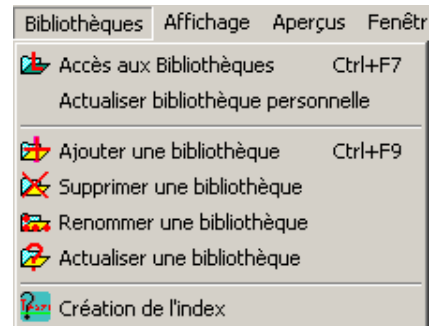 Bibliothèques Affichage Aperçus Fenêtr
Accès aux Bibliothèques Ctrl+F7
Actualiser bibliothèque personnelle
Ajouter une bibliothèque Ctrl+F9
Supprimer une bibliothèque
Renommer une bibliothèque
Actualiser une bibliothèque
Création de l'index